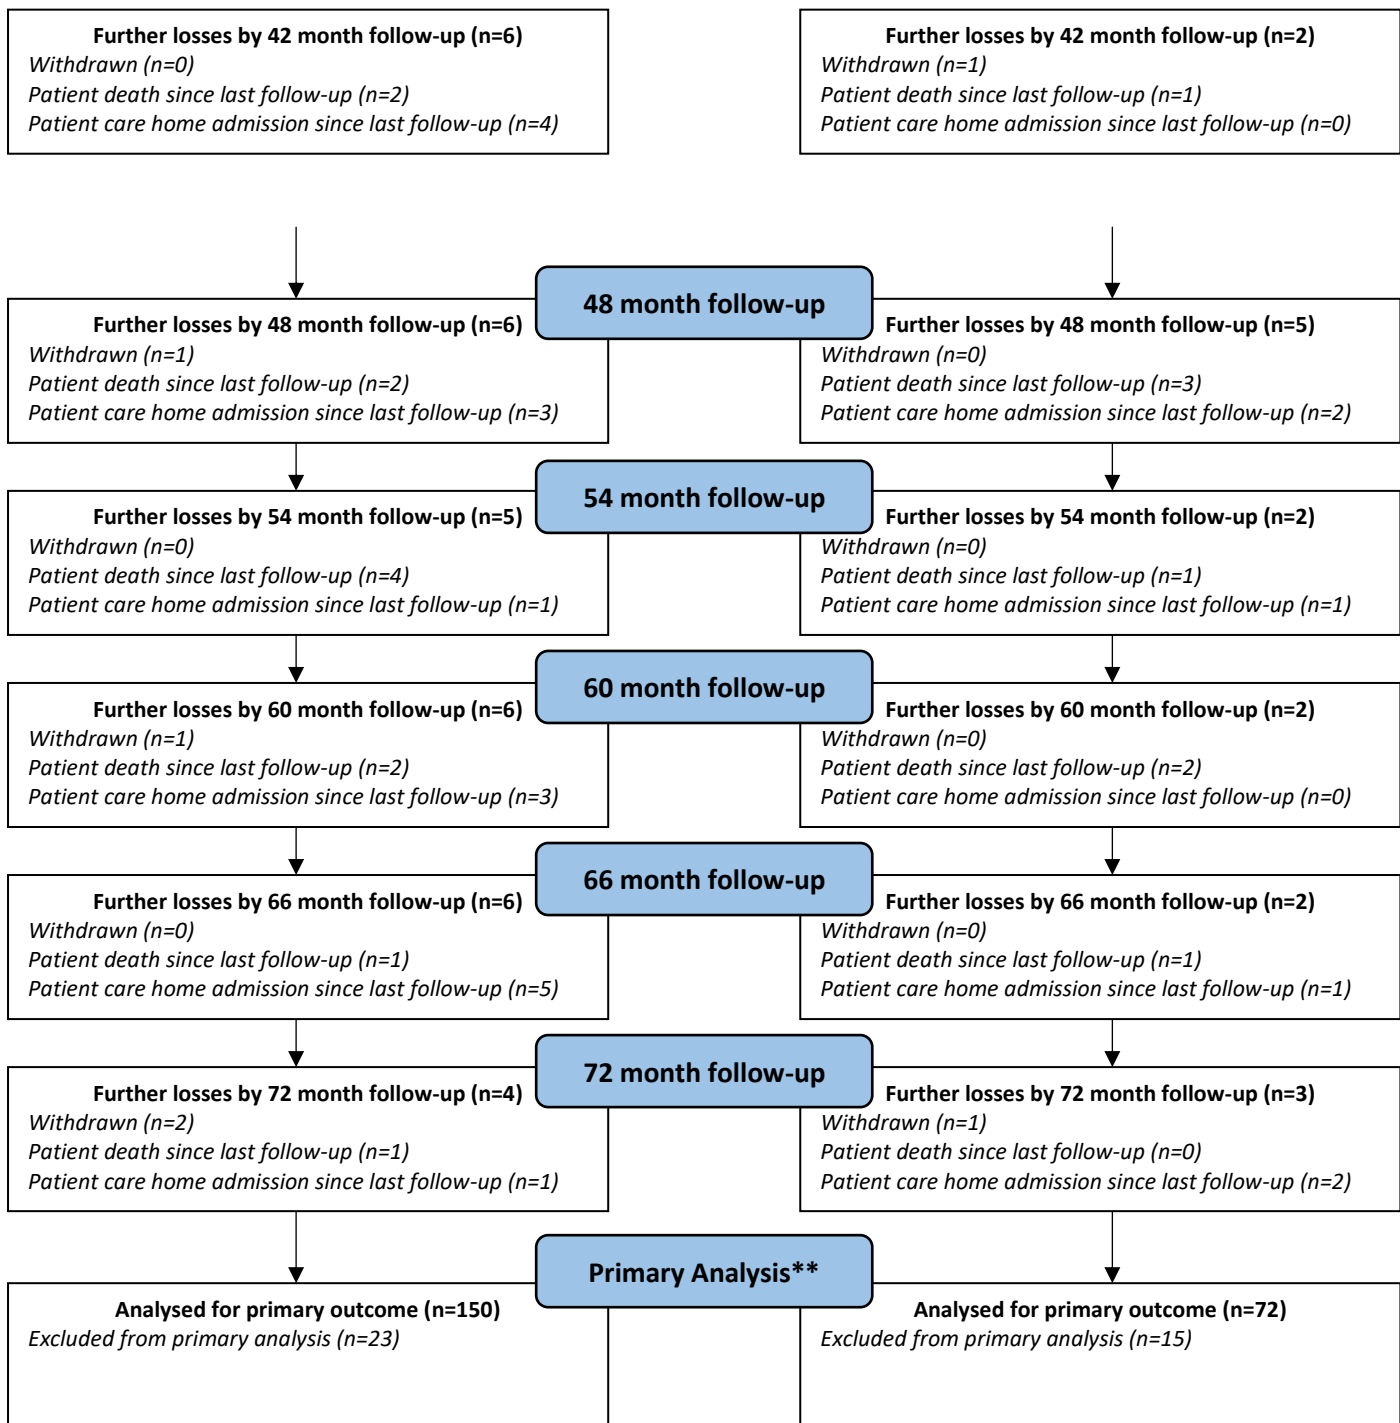 Further losses by 42 month follow-up (n=6)
Withdrawn (n=0)
Patient death since last follow-up (n=2)
Patient care home admission since last follow-up (n=4)
Further losses by 42 month follow-up (n=2)
Withdrawn (n=1)
Patient death since last follow-up (n=1)
Patient care home admission since last follow-up (n=0)
48 month follow-up
Further losses by 48 month follow-up (n=6)
Withdrawn (n=1)
Patient death since last follow-up (n=2)
Patient care home admission since last follow-up (n=3)
Further losses by 48 month follow-up (n=5)
Withdrawn (n=0)
Patient death since last follow-up (n=3)
Patient care home admission since last follow-up (n=2)
54 month follow-up
Further losses by 54 month follow-up (n=5)
Withdrawn (n=0)
Patient death since last follow-up (n=4)
Patient care home admission since last follow-up (n=1)
Further losses by 54 month follow-up (n=2)
Withdrawn (n=0)
Patient death since last follow-up (n=1)
Patient care home admission since last follow-up (n=1)
60 month follow-up
Further losses by 60 month follow-up (n=6)
Withdrawn (n=1)
Patient death since last follow-up (n=2)
Patient care home admission since last follow-up (n=3)
Further losses by 60 month follow-up (n=2)
Withdrawn (n=0)
Patient death since last follow-up (n=2)
Patient care home admission since last follow-up (n=0)
66 month follow-up
Further losses by 66 month follow-up (n=6)
Withdrawn (n=0)
Patient death since last follow-up (n=1)
Patient care home admission since last follow-up (n=5)
Further losses by 66 month follow-up (n=2)
Withdrawn (n=0)
Patient death since last follow-up (n=1)
Patient care home admission since last follow-up (n=1)
72 month follow-up
Further losses by 72 month follow-up (n=4)
Withdrawn (n=2)
Patient death since last follow-up (n=1)
Patient care home admission since last follow-up (n=1)
Further losses by 72 month follow-up (n=3)
Withdrawn (n=1)
Patient death since last follow-up (n=0)
Patient care home admission since last follow-up (n=2)
Primary Analysis**
Analysed for primary outcome (n=150)
Excluded from primary analysis (n=23)
Analysed for primary outcome (n=72)
Excluded from primary analysis (n=15)